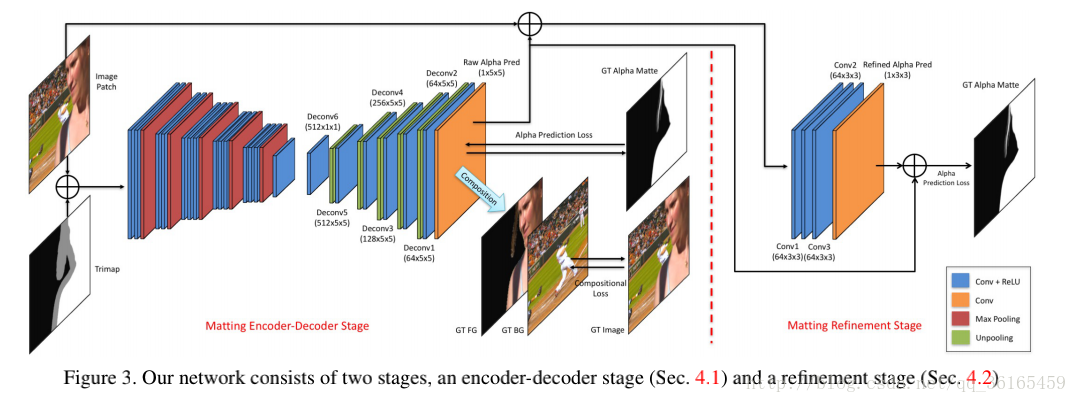 Image
Patch
Trimap
Deconv6
(512x1x1)
Deconv5
(512x5x5)
Deconv4
(256x5x5)
Deconv3
(128x5x5)
Deconv2
(64x5x5)
Deconv1
(64x5x5)
Raw Alpha Pred
(1x5x5)
Composition
Alpha Prediction Loss
GT Alpha Matte
GT FG
GT BG
Compositional
Loss
GT Image
Matting Encoder-Decoder Stage
Conv1
(64x3x3)
Conv2
(64x3x3)
Conv3
(64x3x3)
Refined Alpha Pred
(1x3x3)
Alpha
Prediction Loss
GT Alpha Matte
Matting Refinement Stage
Conv + ReLU
Conv
Max Pooling
Unpooling
Figure 3. Our network consists of two stages, an encoder-decoder stage (Sec. 4.1) and a refinement stage (Sec. 4.2)